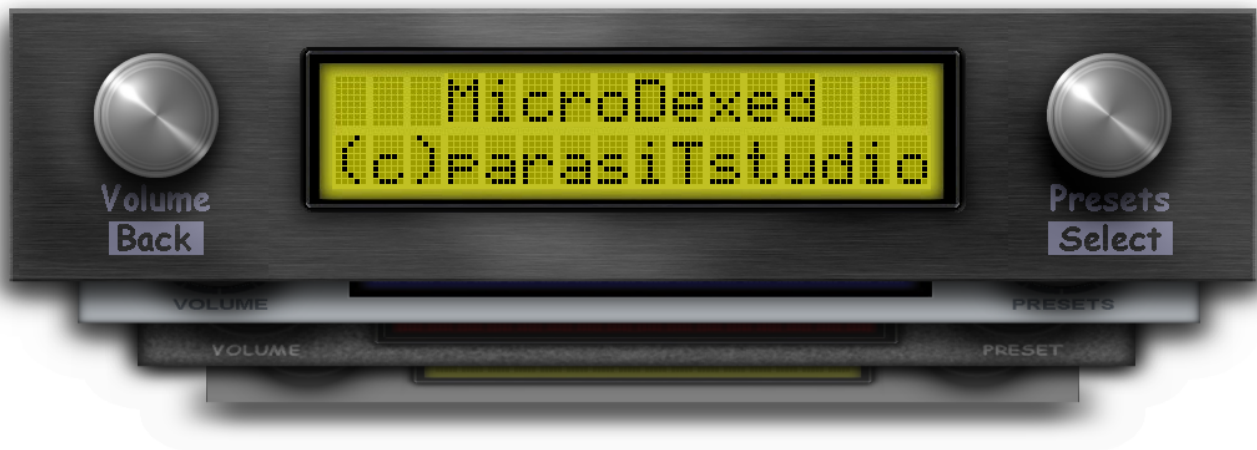 MicroDexed
(c)parasiTstudio
Volume
Back
Presets
Select
VOLUME
PRESETS
VOLUME
PRESET